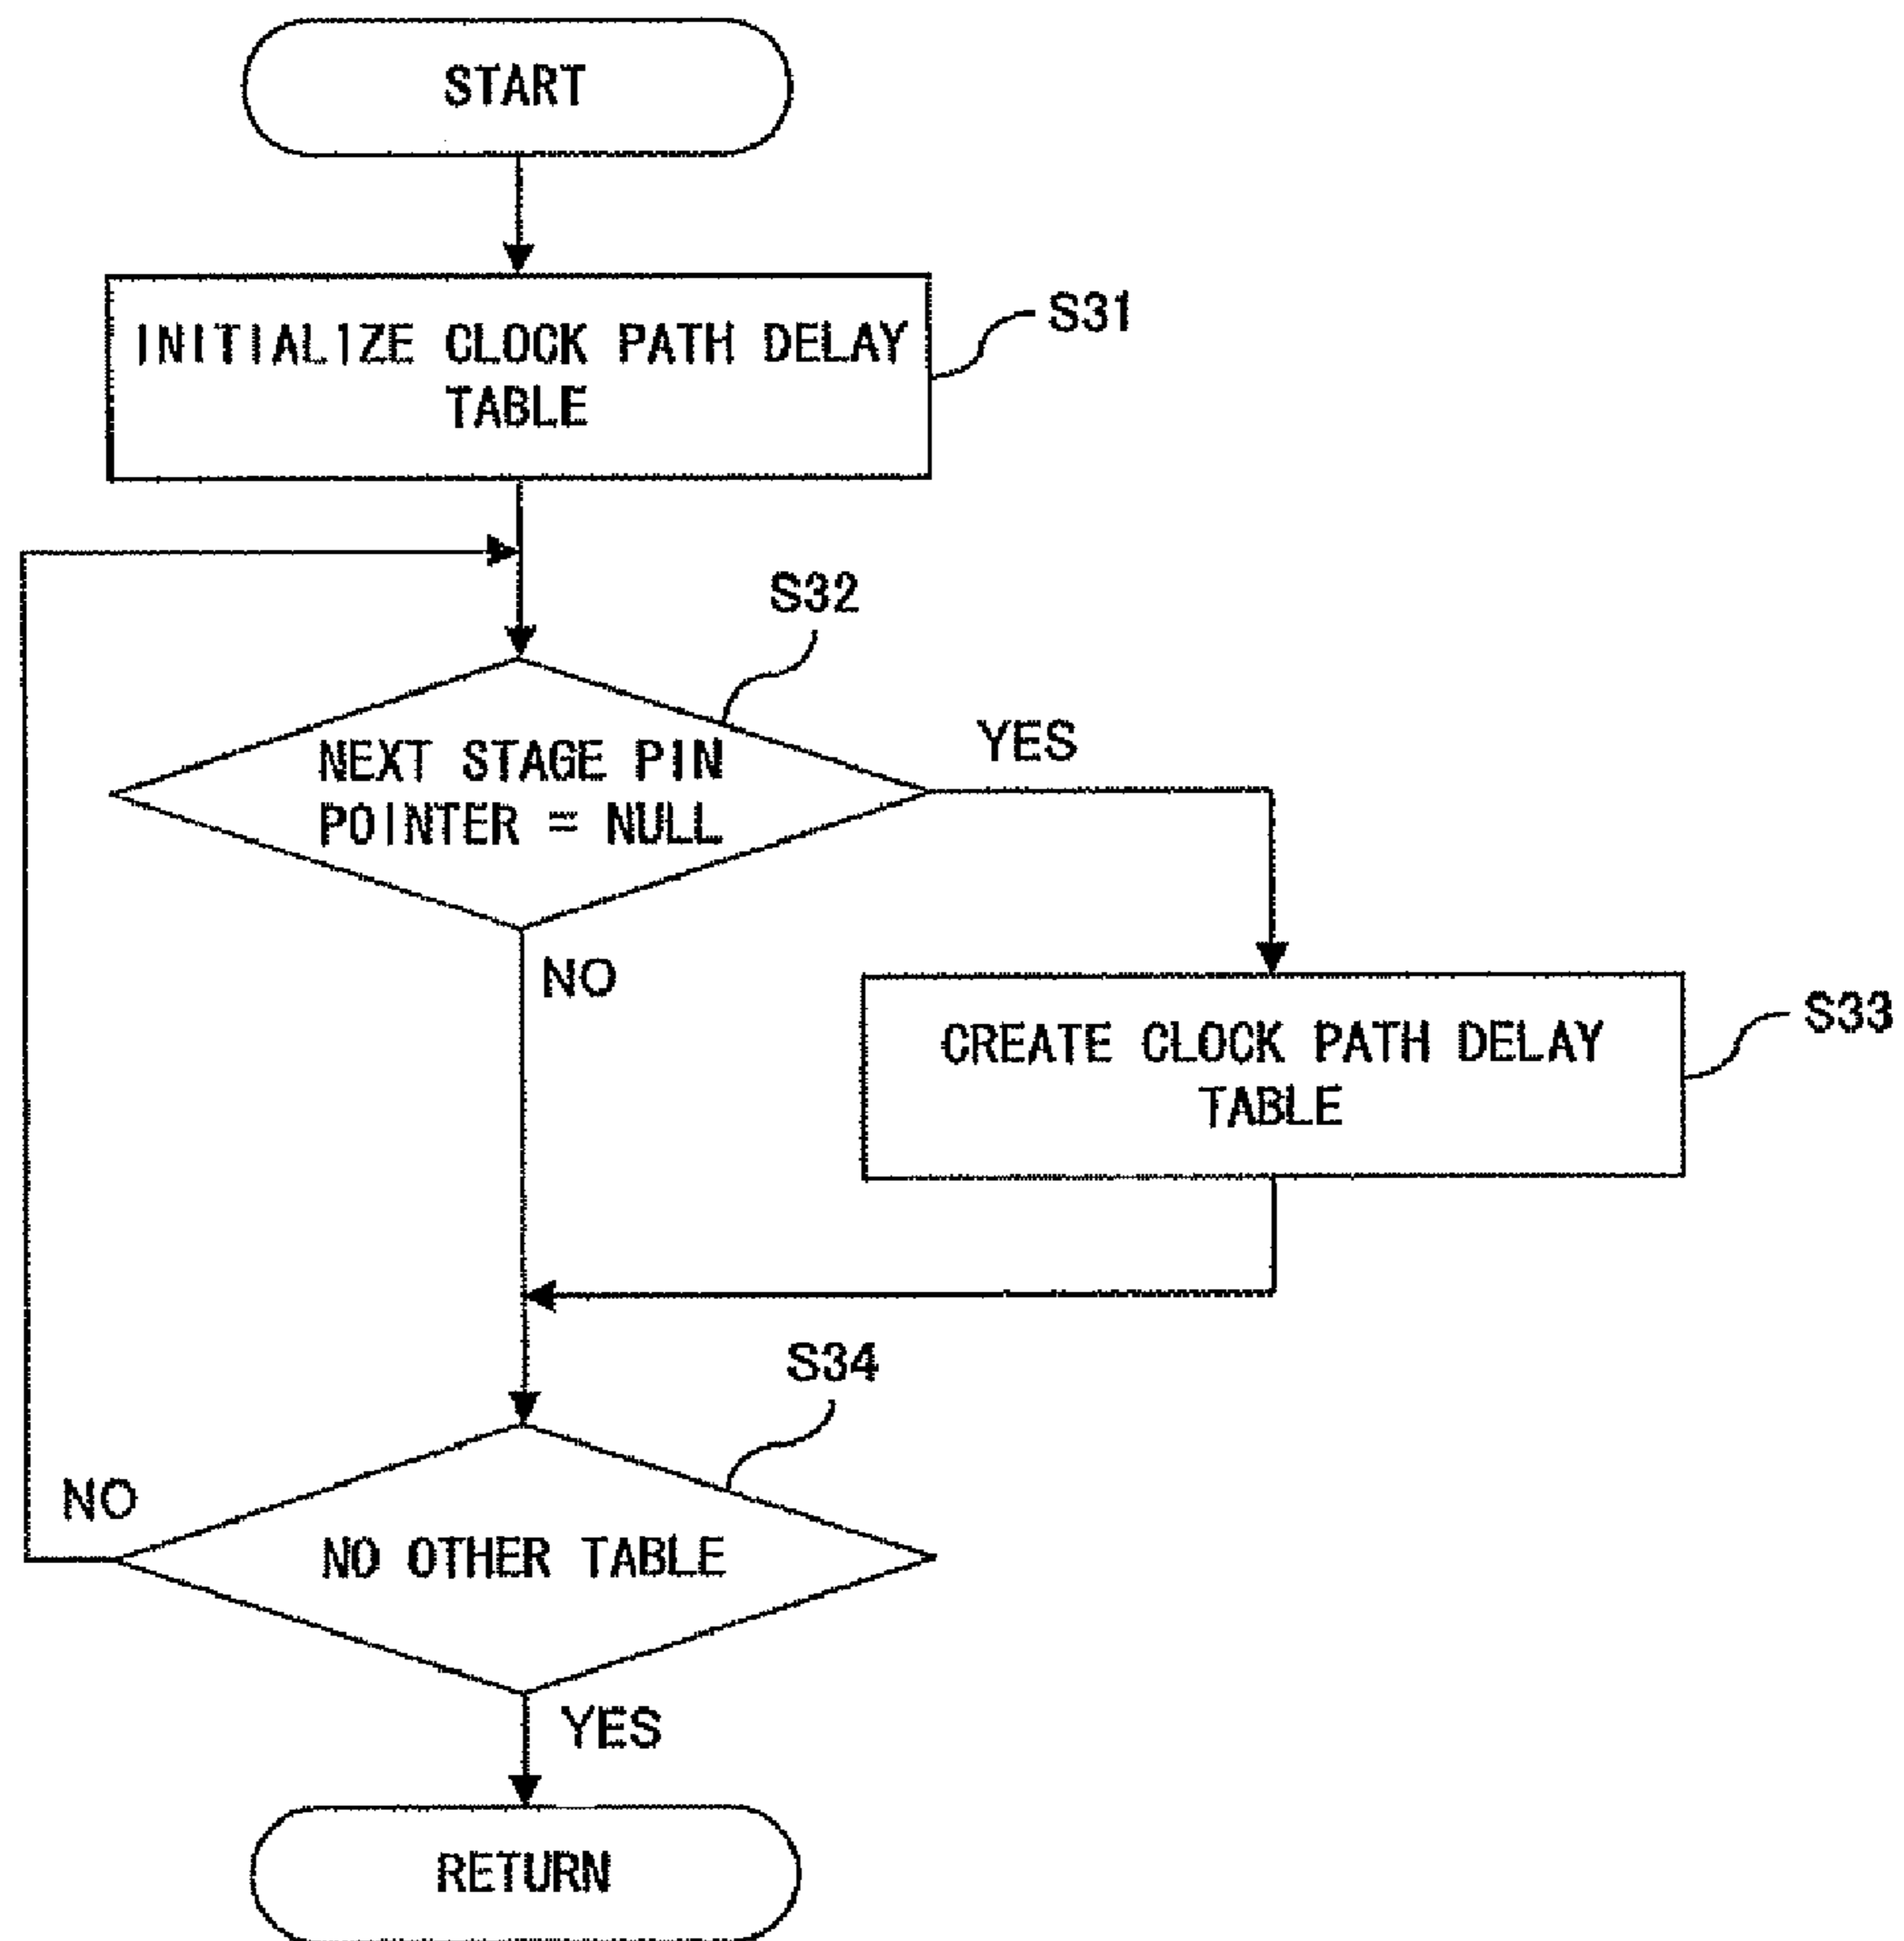 START
INITIALIZE CLOCK PATH DELAY
TABLE
S31
S32
NEXT STAGE PIN
POINTER = NULL
YES
NO
CREATE CLOCK PATH DELAY
TABLE
S33
S34
NO OTHER TABLE
NO
YES
RETURN